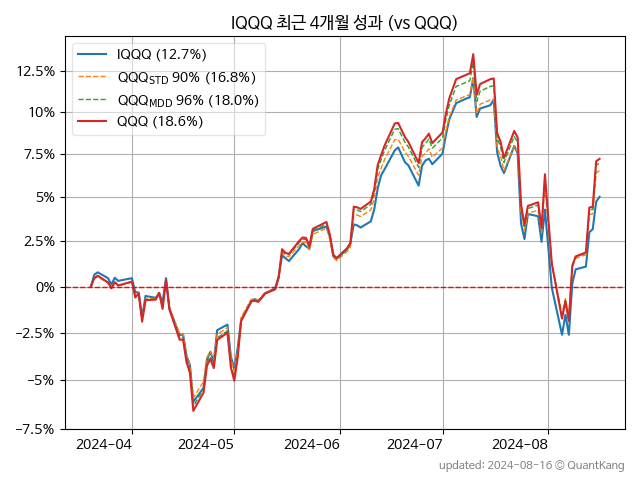 IQQQ 최근 4개월 성과 (vs QQQ)
IQQQ (12.7%)
QQQSTD 90% (16.8%)
QQQMDD 96% (18.0%)
QQQ (18.6%)
12.5%
10%
7.5%
5%
2.5%
0%
−2.5%
−5%
−7.5%
2024−04
2024−05
2024−06
2024−07
2024−08
updated: 2024−08−16 © QuantKang